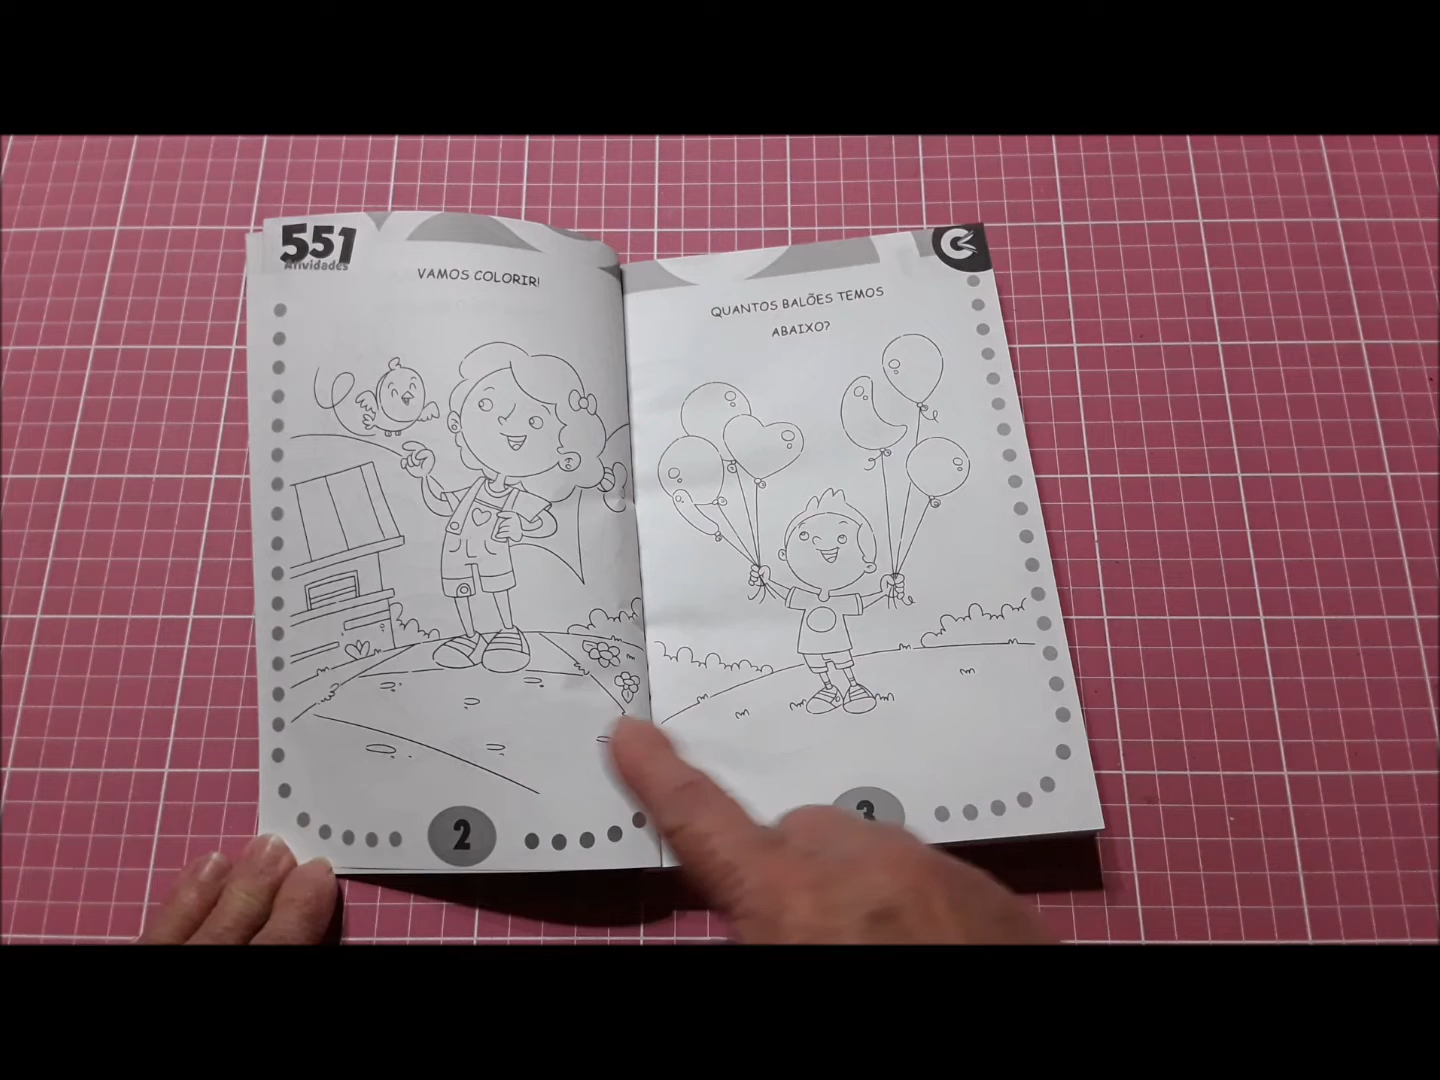 551
Atividades
VAMOS COLORIR!
2
QUANTOS BALÕES TEMOS
ABAIXO?
3